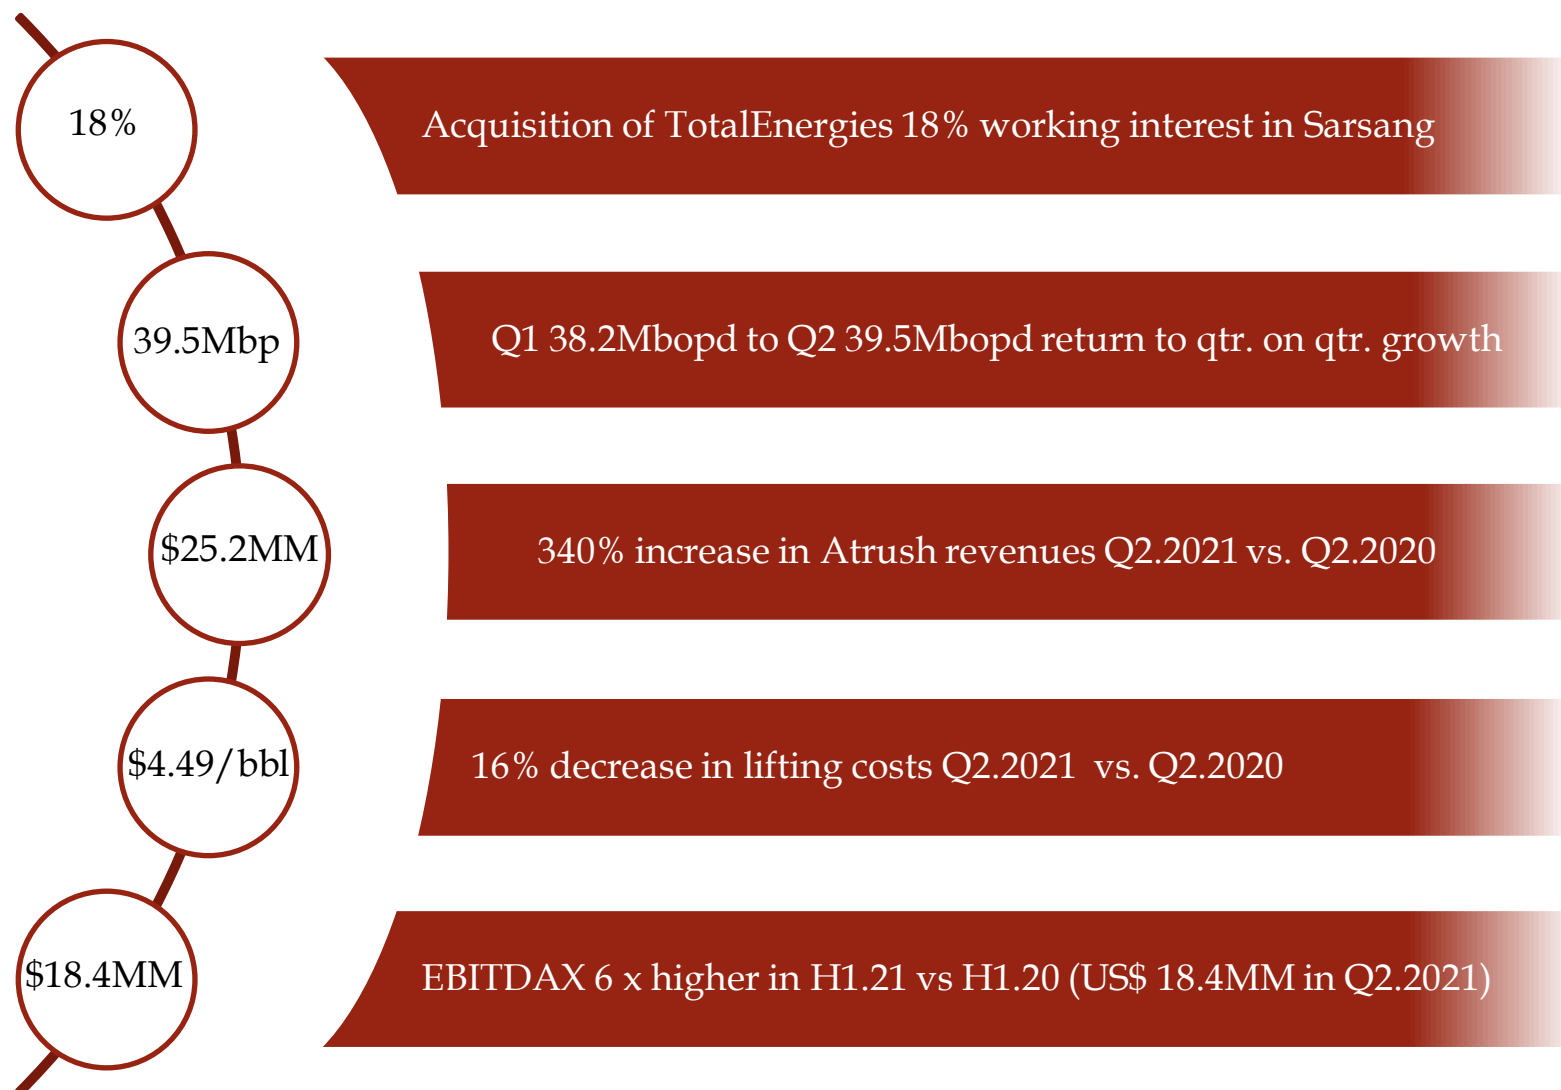 18%
Acquisition of TotalEnergies 18% working interest in Sarsang
39.5Mbp
Q1 38.2Mbopd to Q2 39.5Mbopd return to qtr. on qtr. growth
$25.2MM
340% increase in Atrush revenues Q2.2021 vs. Q2.2020
$4.49/bbl
16% decrease in lifting costs Q2.2021 vs. Q2.2020
$18.4MM
EBITDAX 6 x higher in H1.21 vs H1.20 (US$ 18.4MM in Q2.2021)